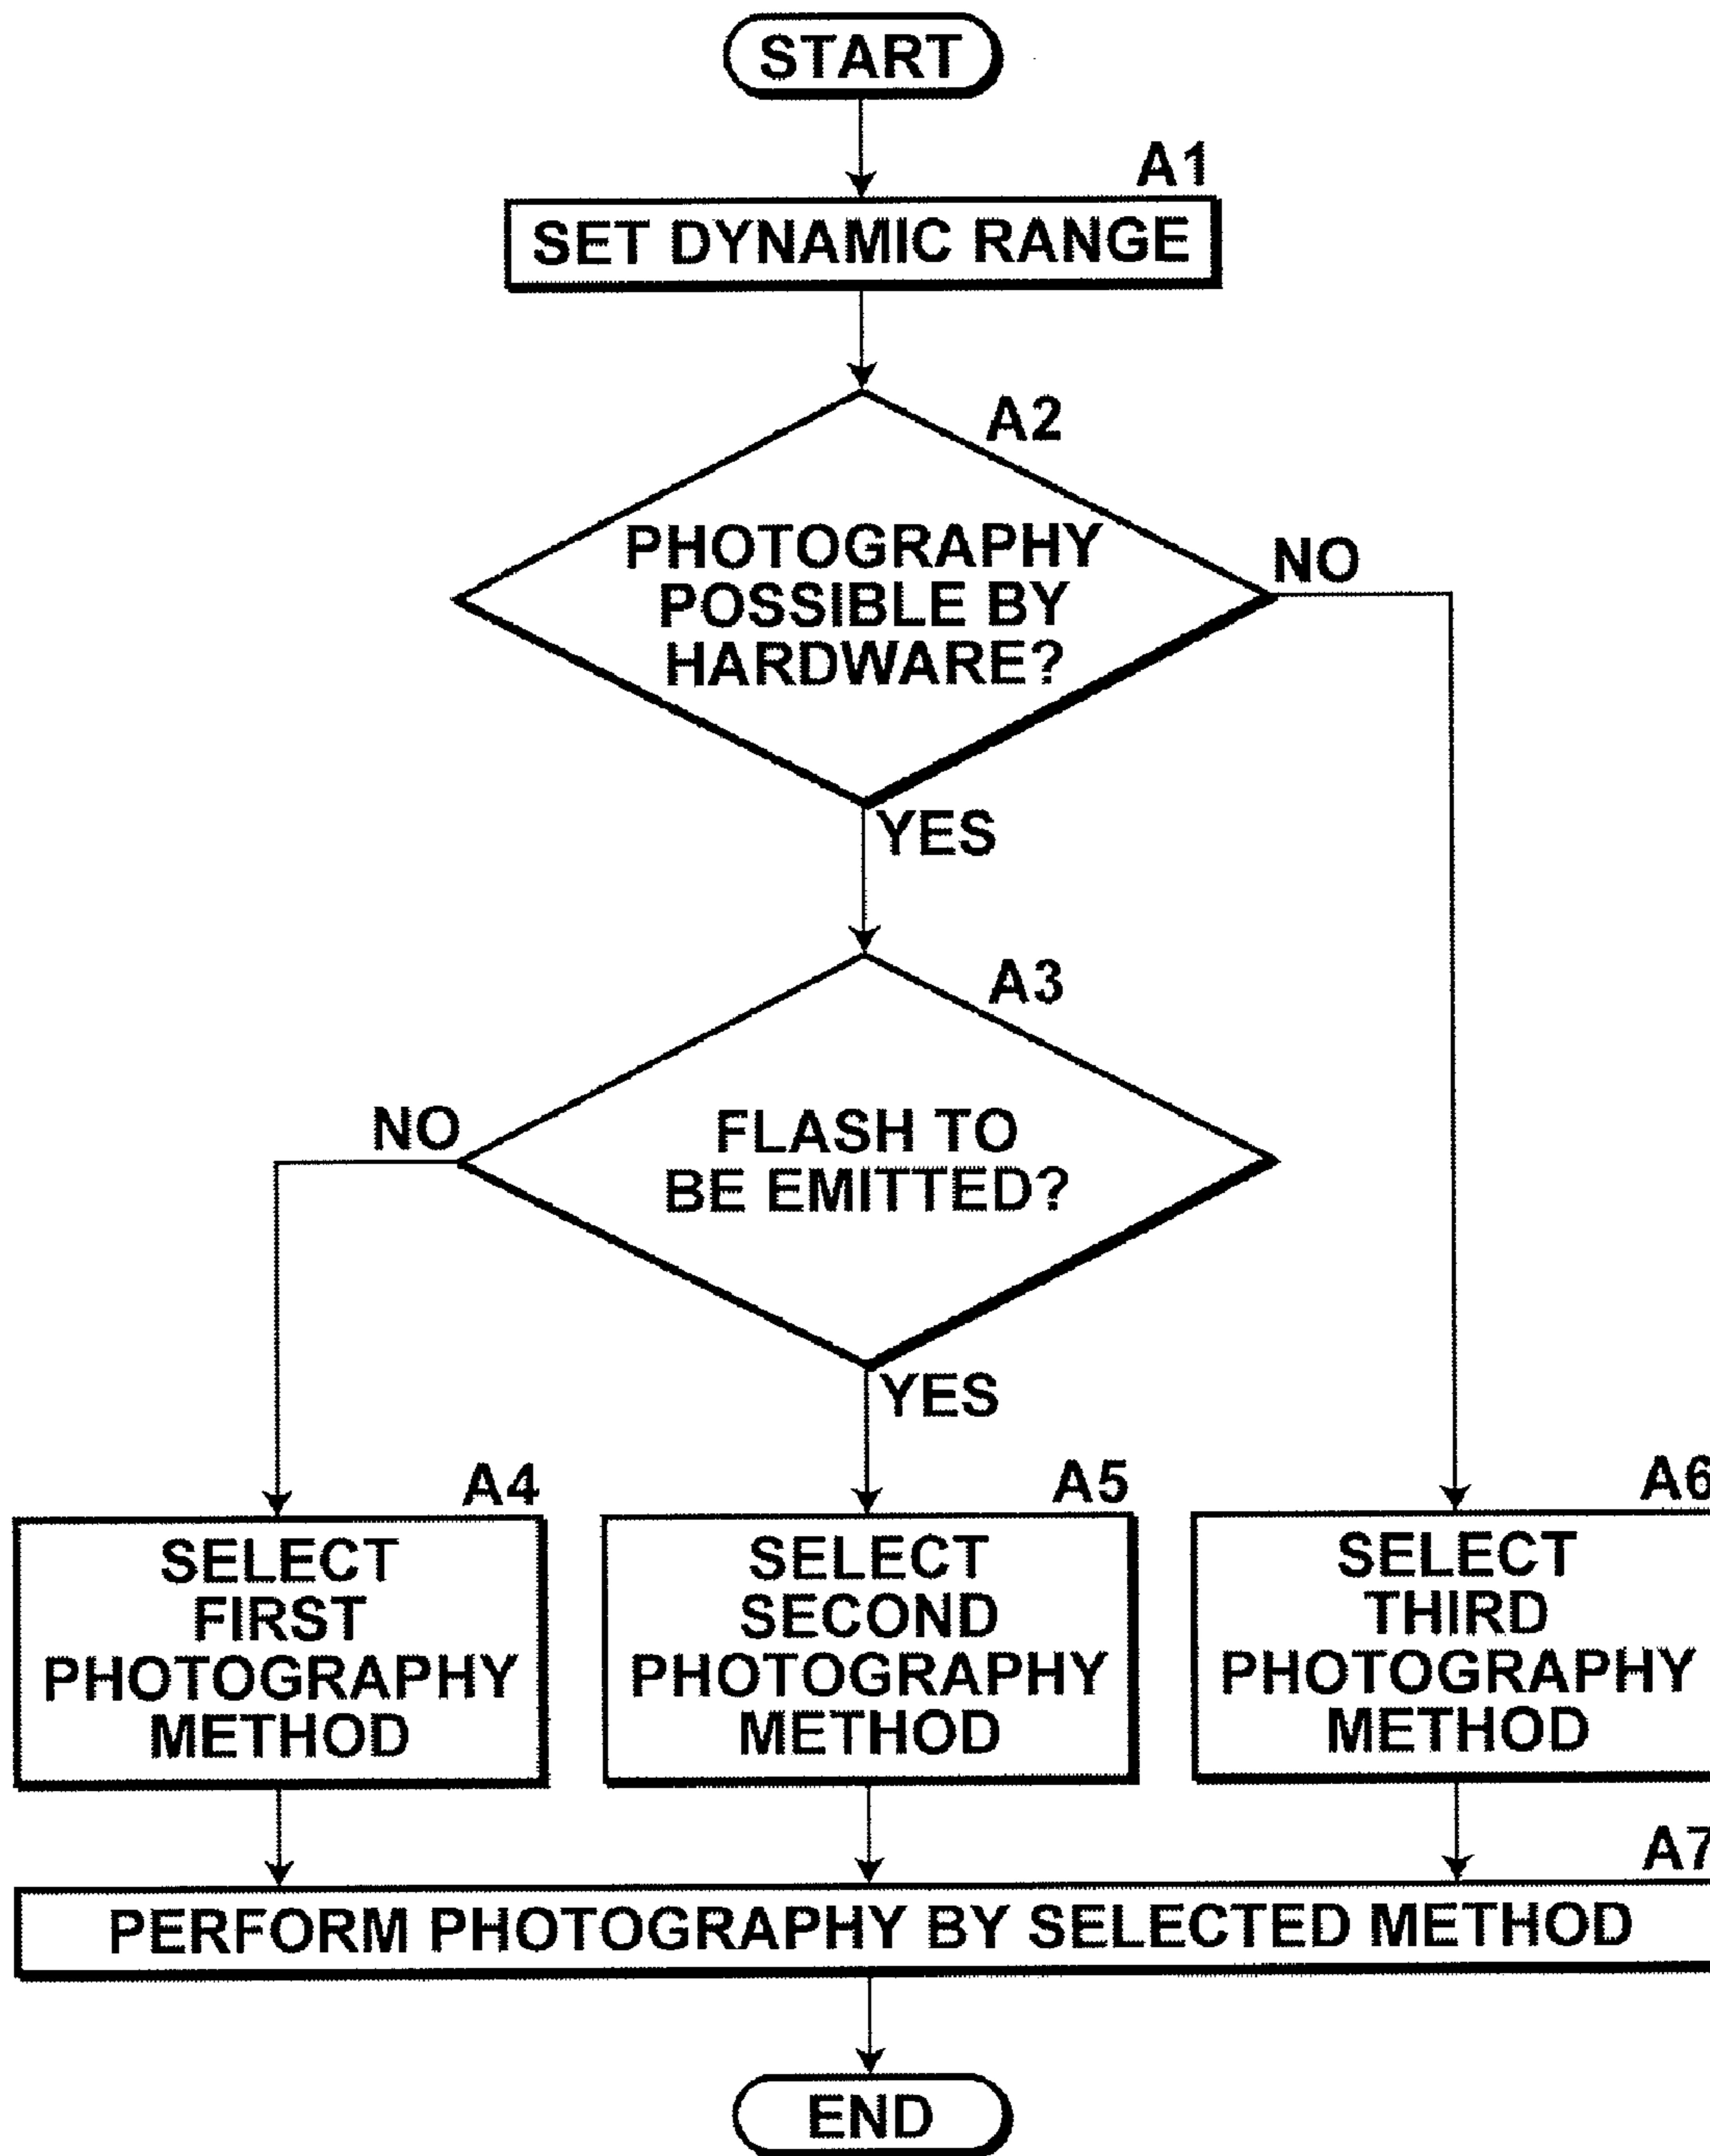 START
A1
SET DYNAMIC RANGE
A2
PHOTOGRAPHY
POSSIBLE BY
HARDWARE?
NO
YES
A3
NO
FLASH TO
BE EMITTED?
YES
A4
SELECT
FIRST
PHOTOGRAPHY
METHOD
A5
SELECT
SECOND
PHOTOGRAPHY
METHOD
A6
SELECT
THIRD
PHOTOGRAPHY
METHOD
A7
PERFORM PHOTOGRAPHY BY SELECTED METHOD
END